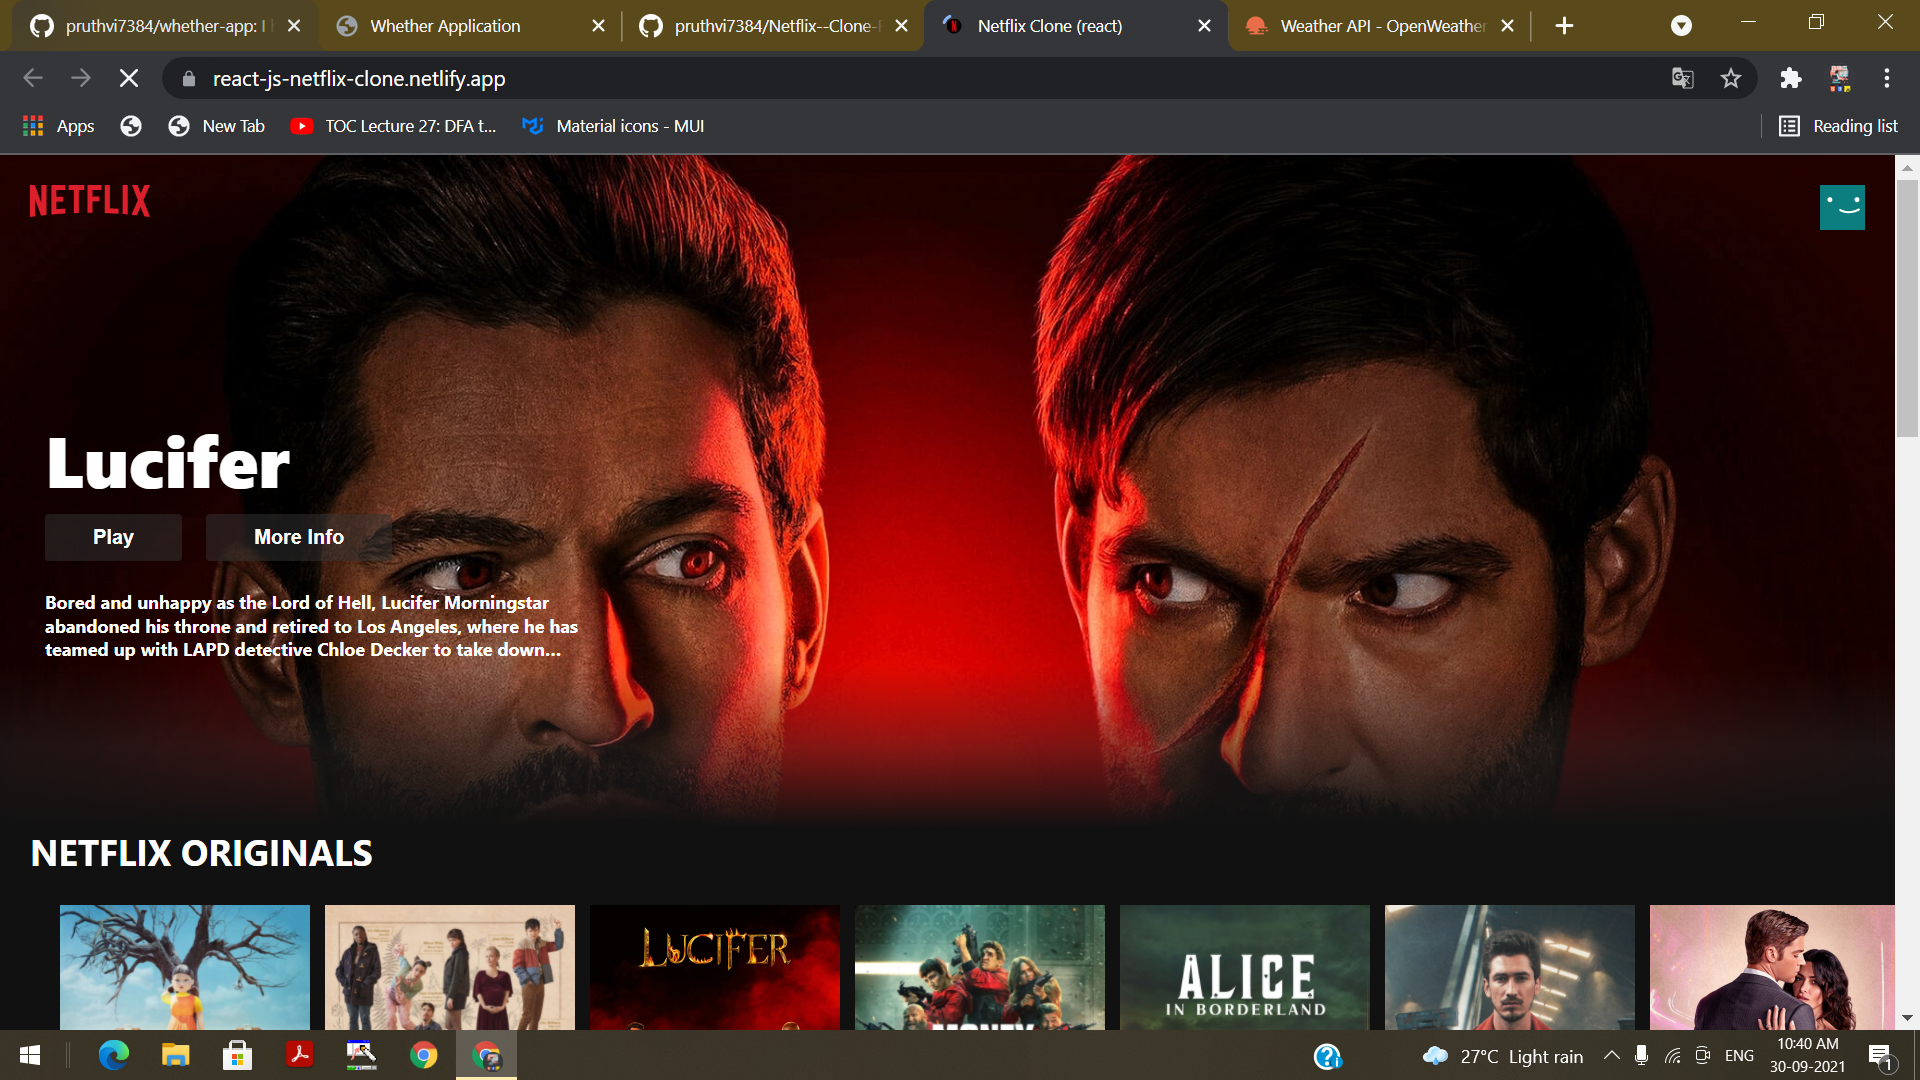 pruthvi7384/whether-app: I
Whether Application
pruthvi7384/Netflix--Clone-
Netflix Clone (react)
Weather API - OpenWeather
react-js-netflix-clone.netlify.app
Apps
New Tab
TOC Lecture 27: DFA t...
Material icons - MUI
Reading list
NETFLIX
Lucifer
Play
More Info
Bored and unhappy as the Lord of Hell, Lucifer Morningstar
abandoned his throne and retired to Los Angeles, where he has
teamed up with LAPD detective Chloe Decker to take down...
NETFLIX ORIGINALS
LUCIFER
MONEY
ALICE
IN BORDERLAND
27°C Light rain
ENG
10:40 AM
30-09-2021
1